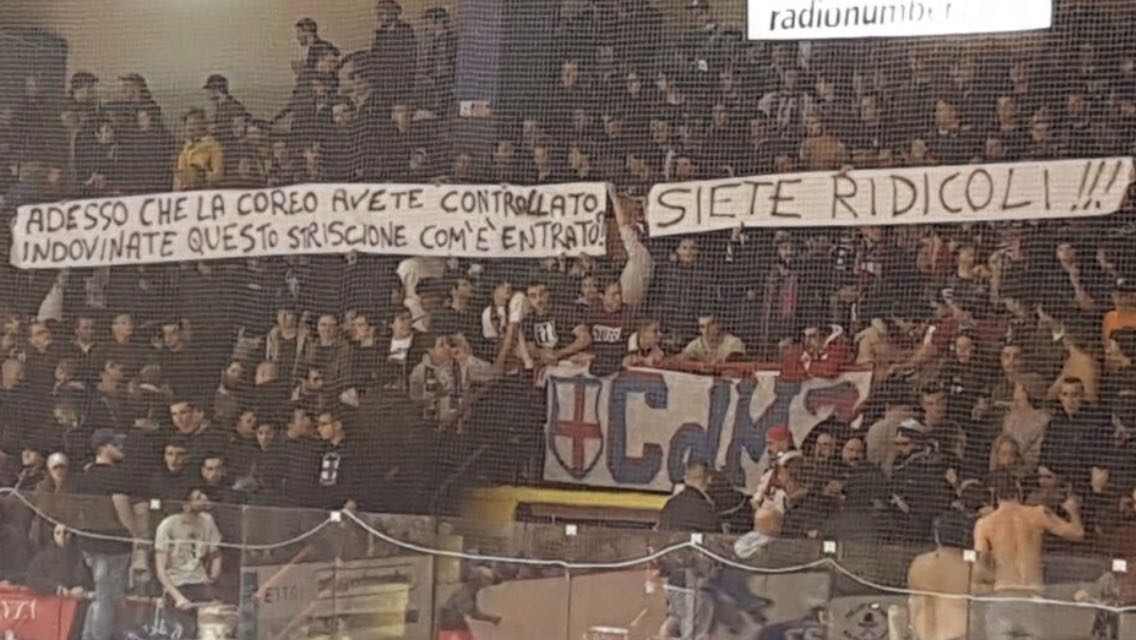 radionumber
ADESSO CHE LA COREO AVETE CONTROLLATO
INDOVINATE QUESTO STRISCIONE COM'È ENTRATO?
SIETE RIDICOLI!!!
CdM